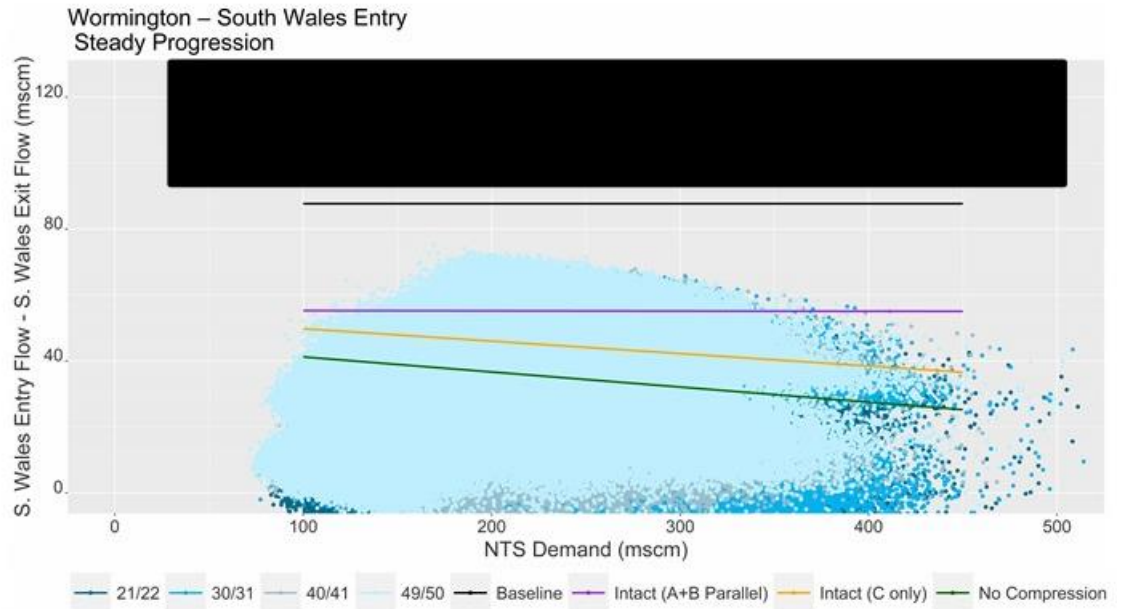 Wormington – South Wales Entry
Steady Progression
S. Wales Entry Flow - S. Wales Exit Flow (mscm)
120
80
40
0
0 100 200 300 400 500
NTS Demand (mscm)
21/22 30/31 40/41 49/50 Baseline Intact (A+B Parallel) Intact (C only) No Compression